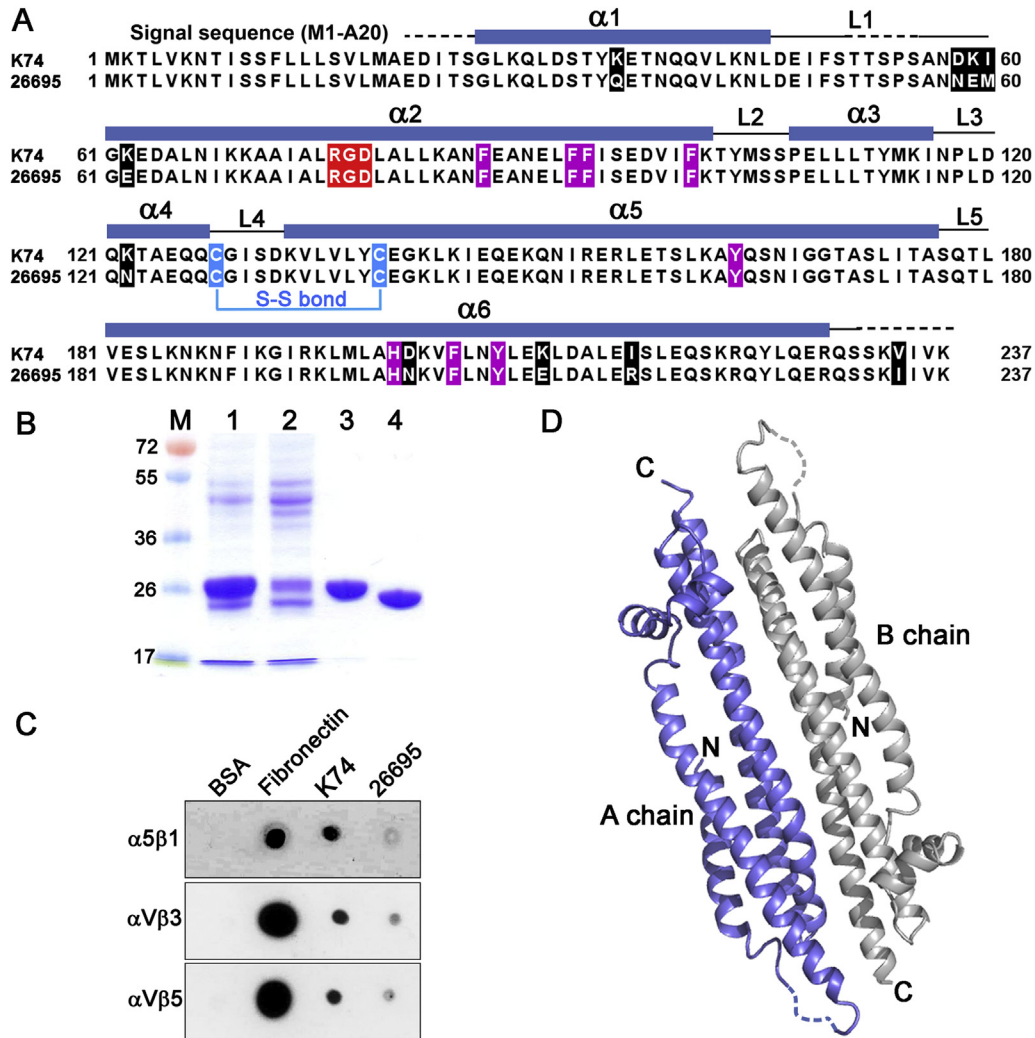 A
Signal sequence (M1-A20) α1 L1
K74 1 MKTLVKNTISSFLLLSVLMAEDITSGLKQLDSTYKETNQQVLKNLDEIFSTTSPSANDKI 60
26695 1 MKTLVKNTISSFLLLSVLMAEDITSGLKQLDSTYQETNQQVLKNLDEIFSTTSPSANNEM 60
α2 L2 α3 L3
K74 61 GKEDALNIKKAAIALRGDLALLKANFEANELFFISEDVIFKTYMSSPELLLTYMKINPLD 120
26695 61 GEEDALNIKKAAIALRGDLALLKANFEANELFFISEDVIFKTYMSSPELLLTYMKINPLD 120
α4 L4 α5 L5
K74 121 QKTAEQQCGISDKVLVLYCEGKLKIEQEKQNIRERLETSLKAYQSNIGGTASLITASQTL 180
26695 121 QNTAEQQCGISDKVLVLYCEGKLKIEQEKQNIRERLETSLKAYQSNIGGTASLITASQTL 180
S-S bond
α6
K74 181 VESLKNKNFIKGIRKLMLAHDKVFLNYLEKLDALEISLEQSKRQYLQERQSSKVIVK 237
26695 181 VESLKNKNFIKGIRKLMLAHNKVFLNYLEELDALERSLEQSKRQYLQERQSSKIIVK 237
B
M 1 2 3 4
72
55
36
26
17
C
BSA Fibronectin K74 26695
α5β1
αVβ3
αVβ5
D
C
B chain
N
N
A chain
C